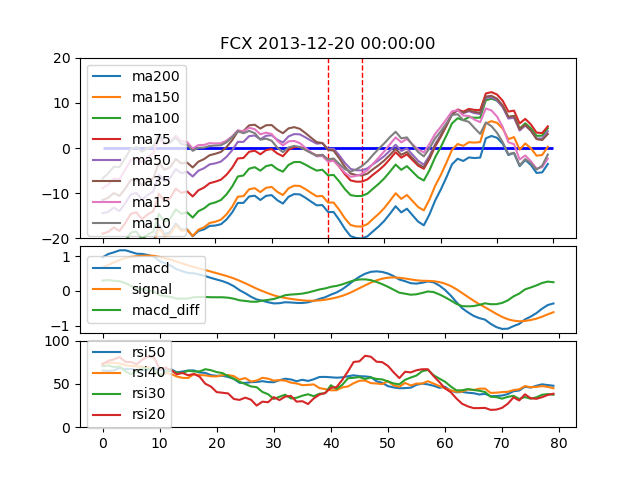 FCX 2013-12-20 00:00:00
20
10
0
−10
−20
ma200
ma150
ma100
ma75
ma50
ma35
ma15
ma10
1
0
−1
macd
signal
macd_diff
100
50
0
rsi50
rsi40
rsi30
rsi20
0 10 20 30 40 50 60 70 80